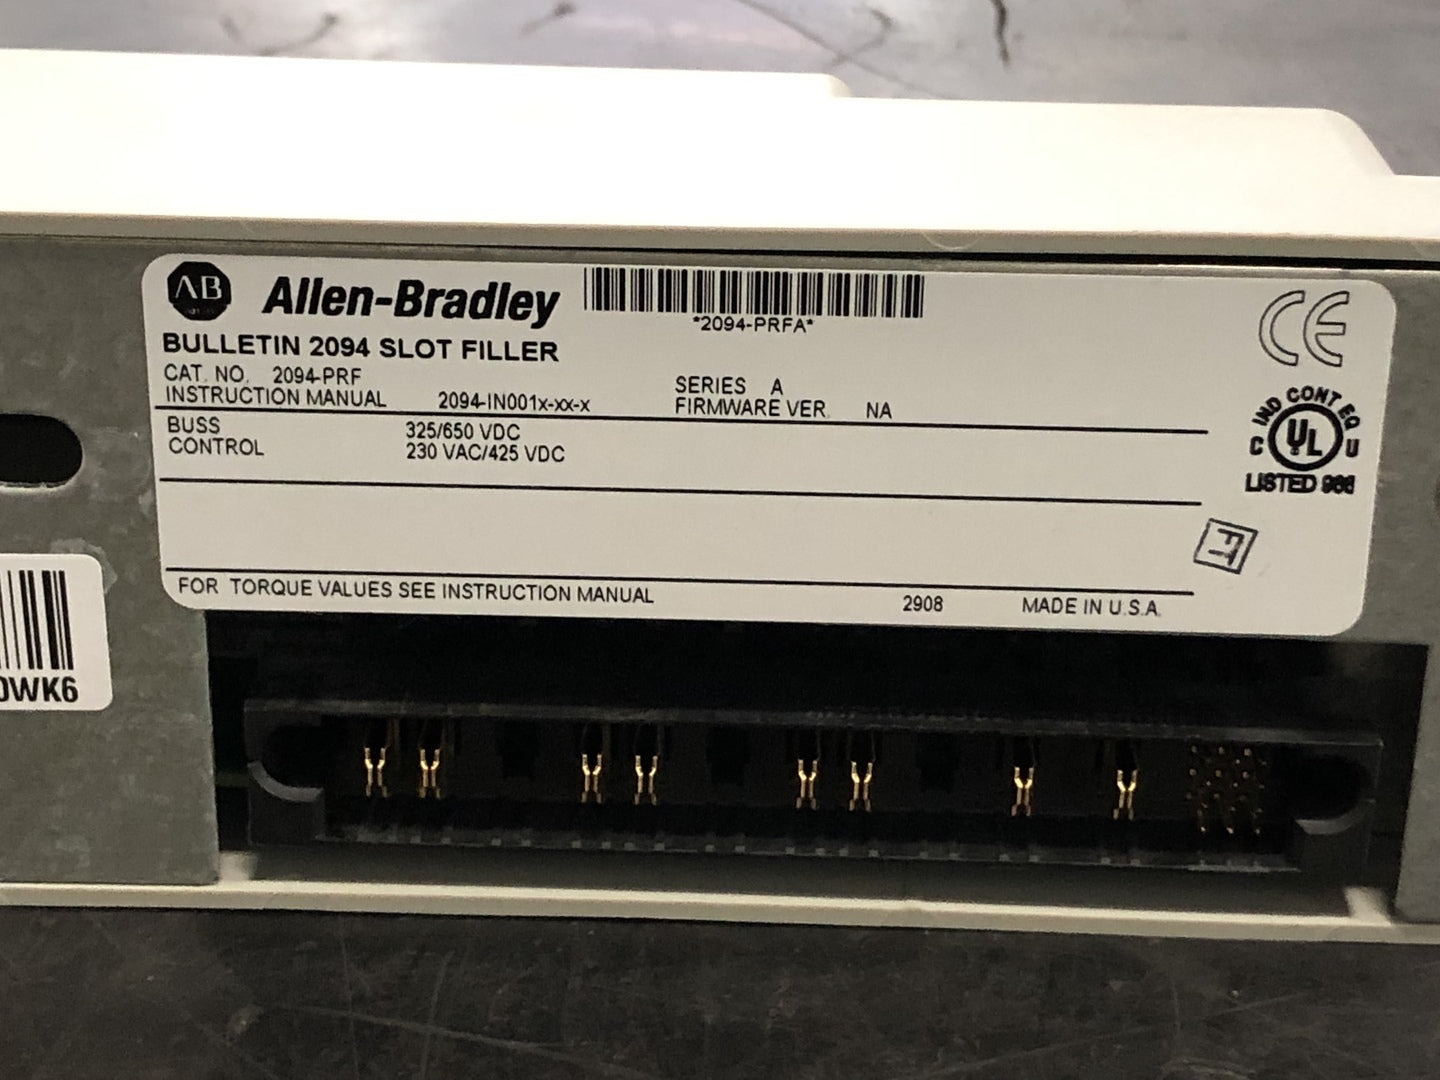 AB Allen-Bradley
*2094-PRFA*
BULLETIN 2094 SLOT FILLER
CAT. NO. 2094-PRF
SERIES A
INSTRUCTION MANUAL 2094-IN001x-xx-x
FIRMWARE VER. NA
BUSS 325/650 VDC
CONTROL 230 VAC/425 VDC
CE
IND CONT EQ
C UL U
LISTED 966
FT
FOR TORQUE VALUES SEE INSTRUCTION MANUAL
2908
MADE IN U.S.A.
WK6